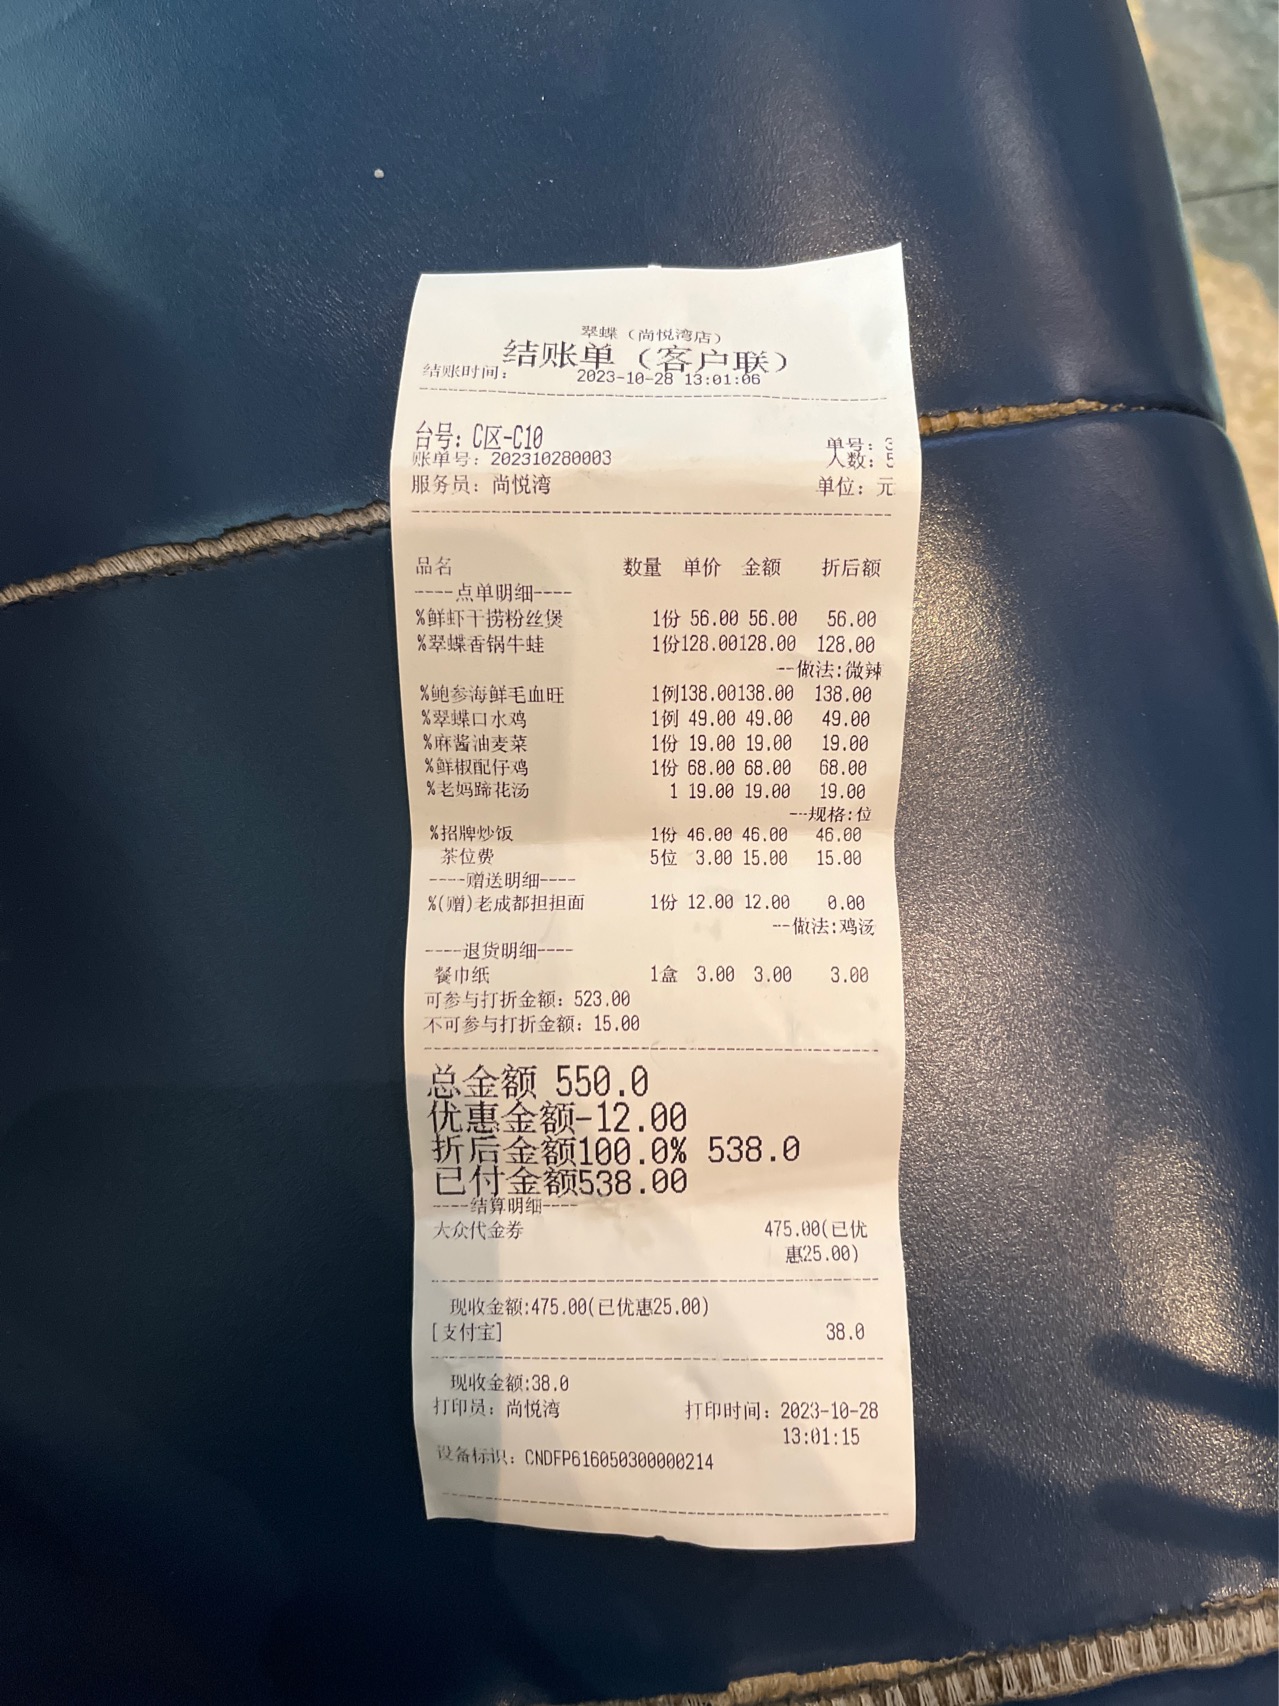 翠蝶（尚悦湾店）
结账单（客户联）
结账时间： 2023-10-28 13:01:06
台号：C区-C10
单号：3
账单号：202310280003 人数：5
服务员：尚悦湾 单位：元
品名 数量 单价 金额 折后额
----点单明细----
%鲜虾干捞粉丝煲 1份 56.00 56.00 56.00
%翠蝶香锅牛蛙 1份128.00128.00 128.00
--做法:微辣
%鲍参海鲜毛血旺 1例138.00138.00 138.00
%翠蝶口水鸡 1例 49.00 49.00 49.00
%麻酱油麦菜 1份 19.00 19.00 19.00
%鲜椒配仔鸡 1份 68.00 68.00 68.00
%老妈蹄花汤 1 19.00 19.00 19.00
--规格:位
%招牌炒饭 1份 46.00 46.00 46.00
茶位费 5位 3.00 15.00 15.00
----赠送明细----
%(赠)老成都担担面 1份 12.00 12.00 0.00
--做法:鸡汤
----退货明细----
餐巾纸 1盒 3.00 3.00 3.00
可参与打折金额：523.00
不可参与打折金额：15.00
总金额 550.0
优惠金额-12.00
折后金额100.0% 538.0
已付金额538.00
----结算明细----
大众代金券 475.00(已优
惠25.00)
现收金额:475.00(已优惠25.00)
[支付宝] 38.0
现收金额:38.0
打印员：尚悦湾 打印时间：2023-10-28
13:01:15
设备标识：CNDFP616050300000214